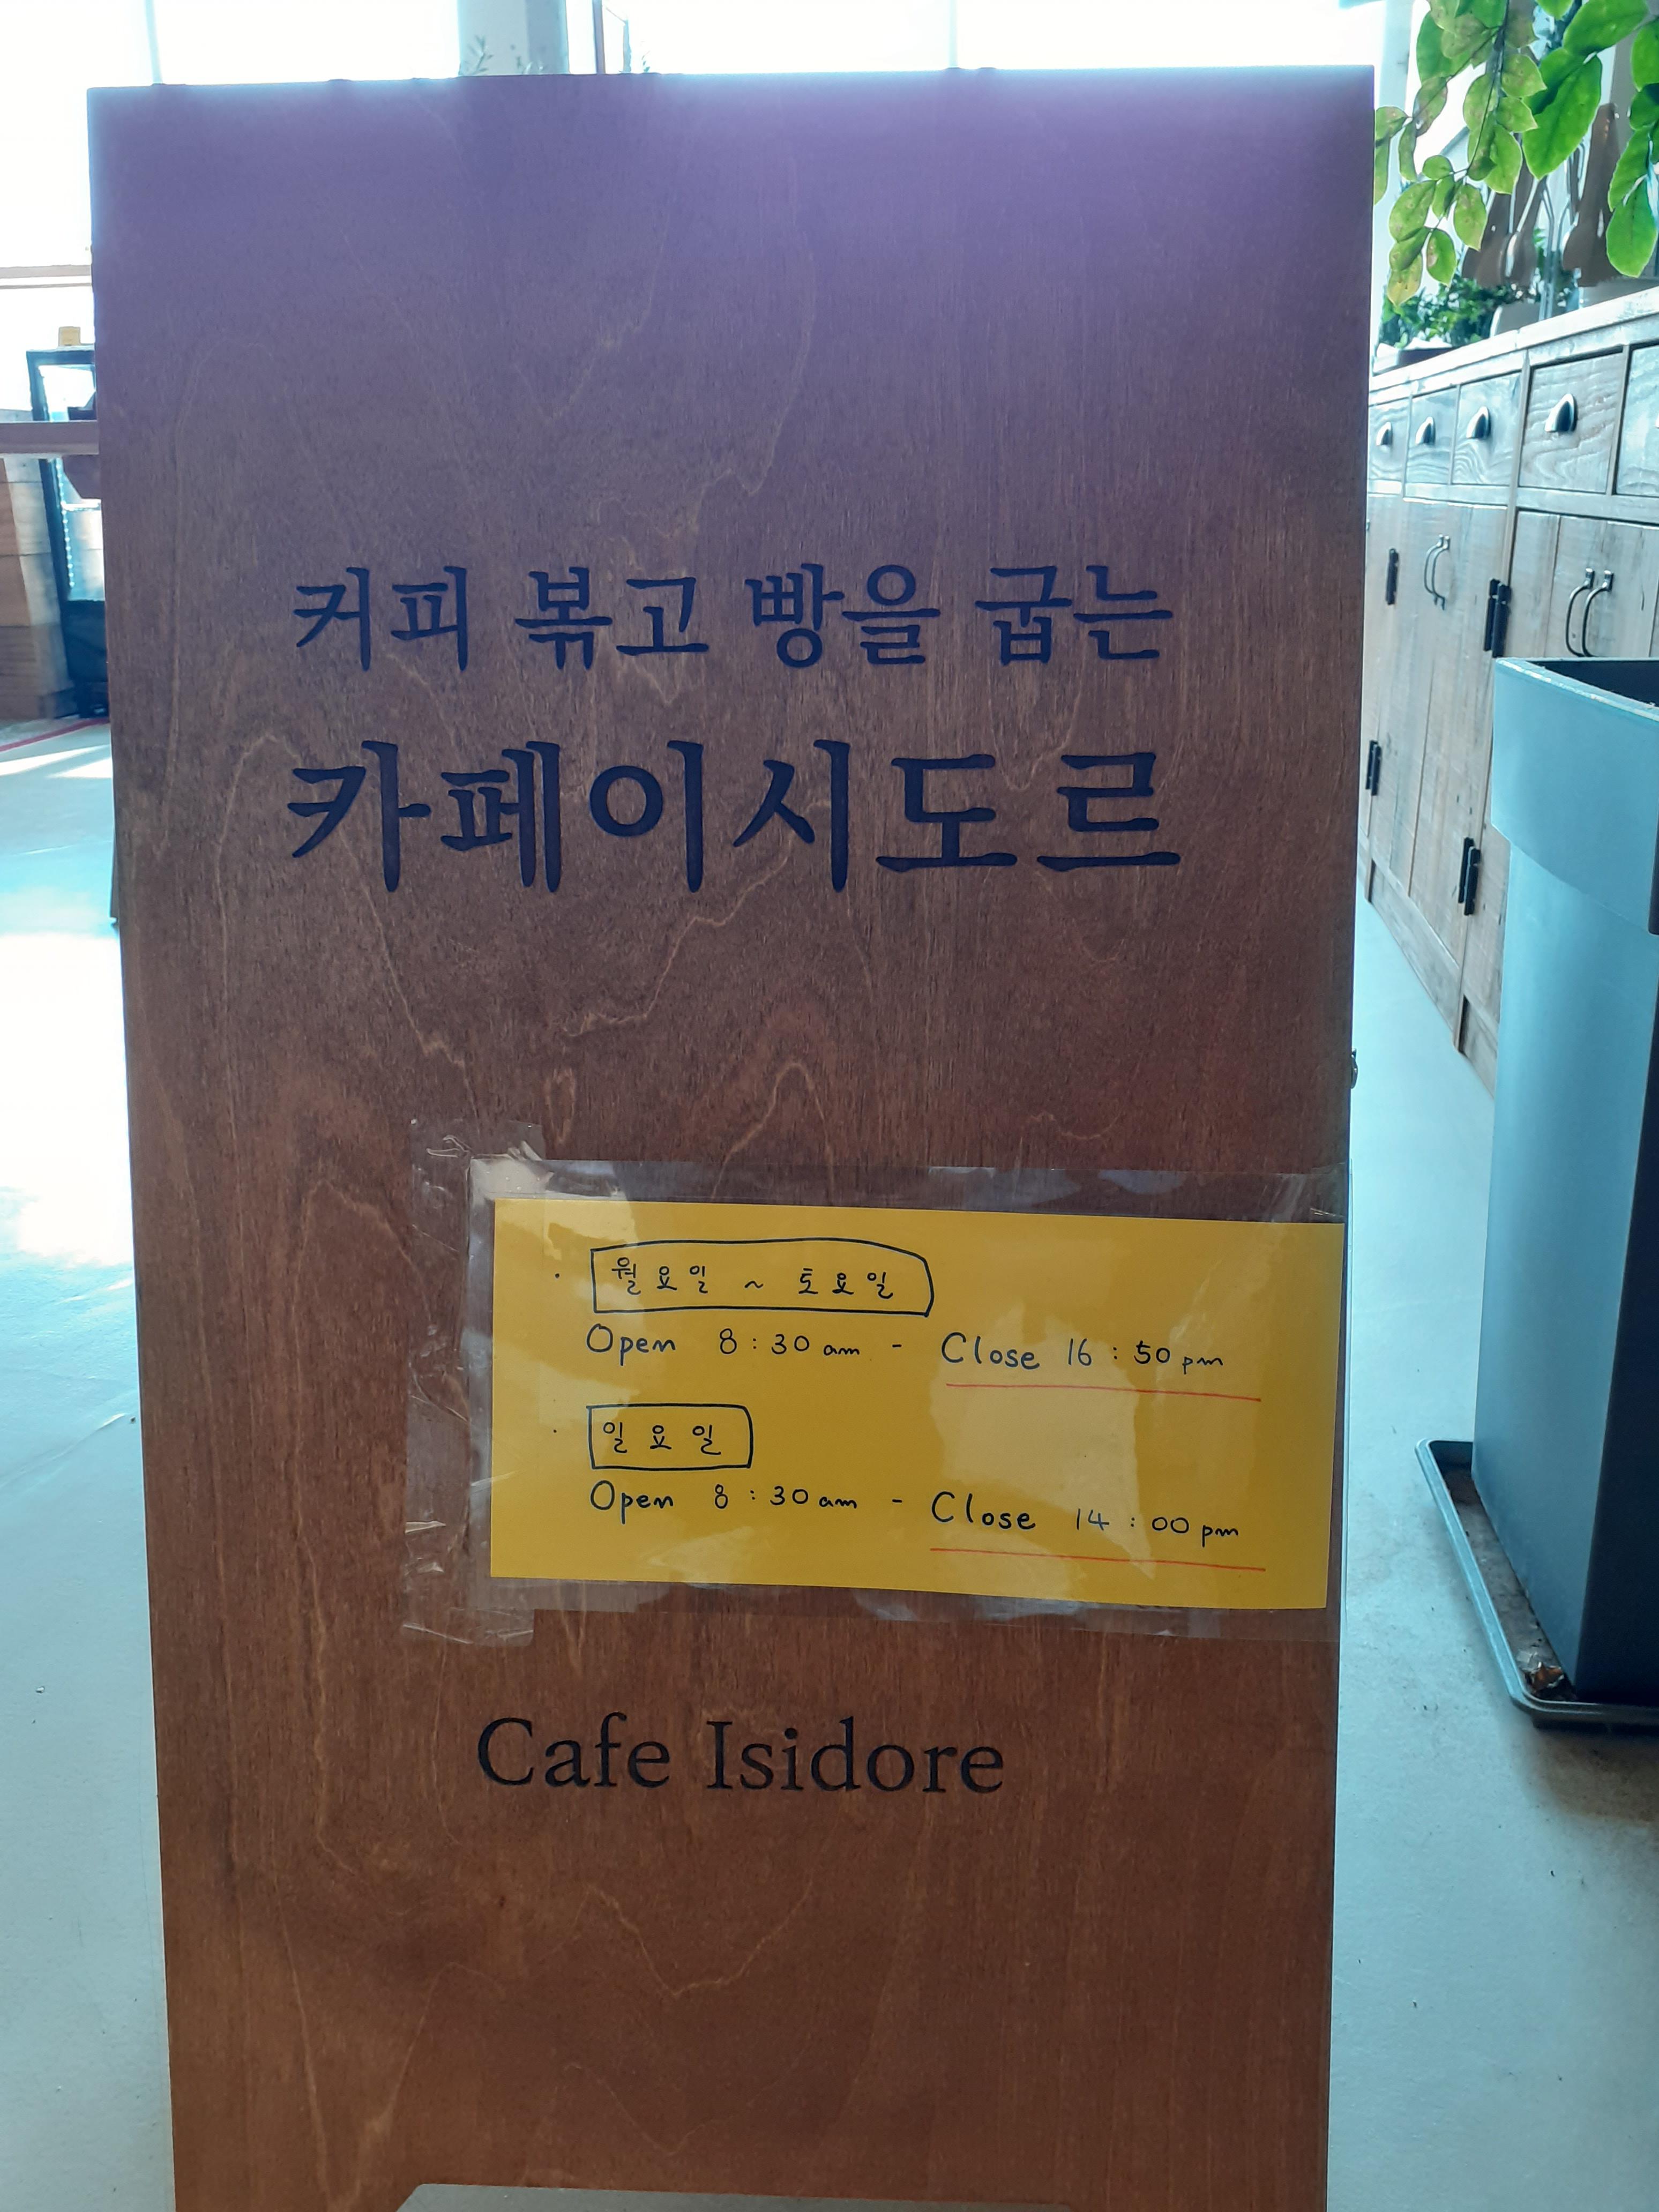 커피 볶고 빵을 굽는
카페이시도르
· 월요일 ~ 토요일
Open 8:30 am - Close 16:50 pm
· 일요일
Open 8:30 am - Close 14:00 pm
Cafe Isidore